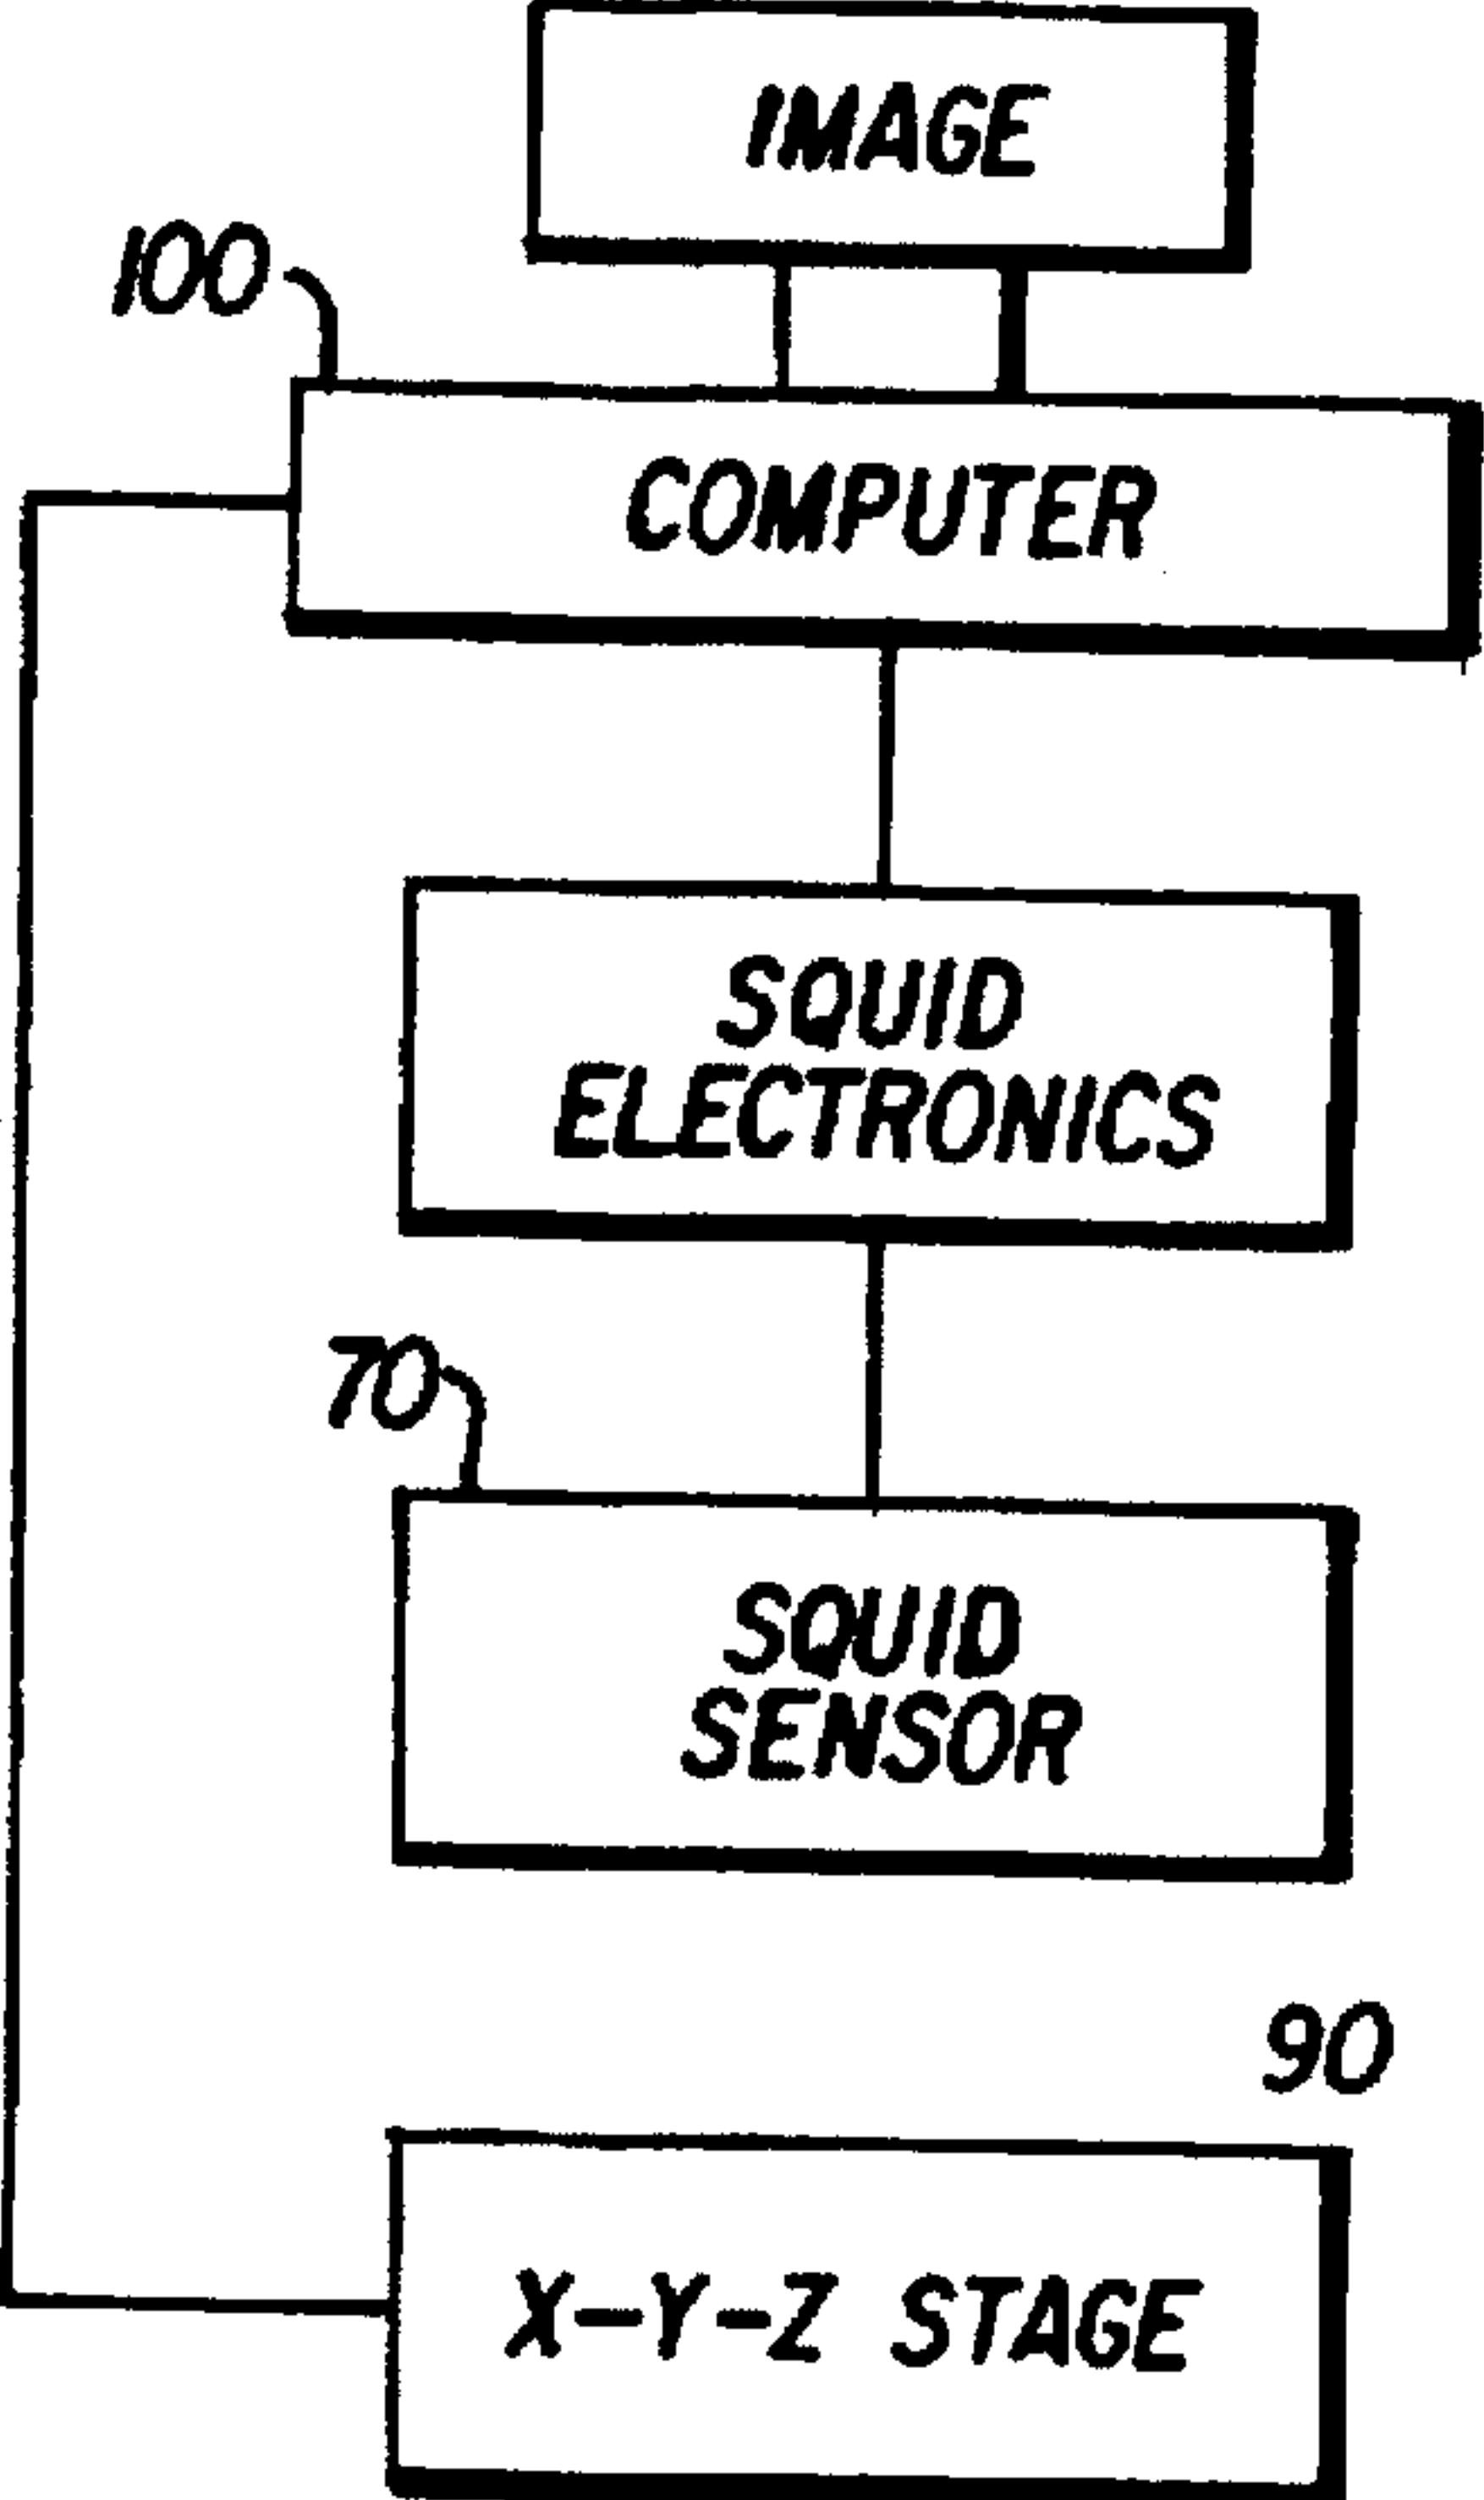 IMAGE
100
COMPUTER
SQUID
ELECTRONICS
70
SQUID
SENSOR
90
X-Y-Z STAGE